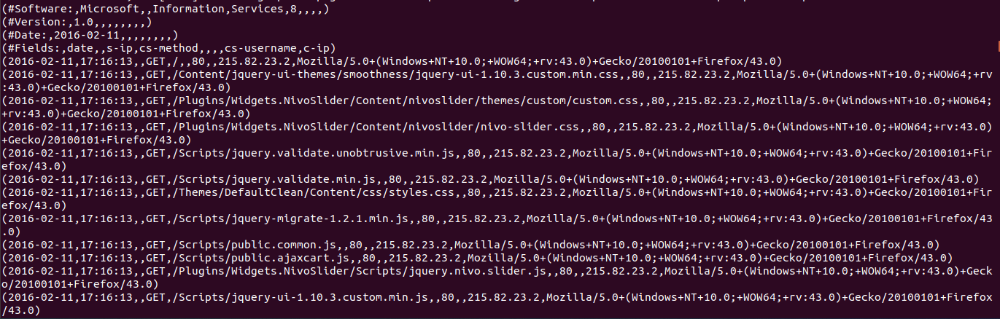 (#Software:,Microsoft,,Information,Services,8,,,,)
(#Version:,1.0,,,,,,,,)
(#Date:,2016-02-11,,,,,,,,)
(#Fields:,date,,s-ip,cs-method,,,,cs-username,c-ip)
(2016-02-11,17:16:13,,GET,/,,80,,215.82.23.2,Mozilla/5.0+(Windows+NT+10.0;+WOW64;+rv:43.0)+Gecko/20100101+Firefox/43.0)
(2016-02-11,17:16:13,,GET,/Content/jquery-ui-themes/smoothness/jquery-ui-1.10.3.custom.min.css,,80,,215.82.23.2,Mozilla/5.0+(Windows+NT+10.0;+WOW64;+rv
:43.0)+Gecko/20100101+Firefox/43.0)
(2016-02-11,17:16:13,,GET,/Plugins/Widgets.NivoSlider/Content/nivoslider/themes/custom/custom.css,,80,,215.82.23.2,Mozilla/5.0+(Windows+NT+10.0;+WOW64;
+rv:43.0)+Gecko/20100101+Firefox/43.0)
(2016-02-11,17:16:13,,GET,/Plugins/Widgets.NivoSlider/Content/nivoslider/nivo-slider.css,,80,,215.82.23.2,Mozilla/5.0+(Windows+NT+10.0;+WOW64;+rv:43.0)
+Gecko/20100101+Firefox/43.0)
(2016-02-11,17:16:13,,GET,/Scripts/jquery.validate.unobtrusive.min.js,,80,,215.82.23.2,Mozilla/5.0+(Windows+NT+10.0;+WOW64;+rv:43.0)+Gecko/20100101+Fir
efox/43.0)
(2016-02-11,17:16:13,,GET,/Scripts/jquery.validate.min.js,,80,,215.82.23.2,Mozilla/5.0+(Windows+NT+10.0;+WOW64;+rv:43.0)+Gecko/20100101+Firefox/43.0)
(2016-02-11,17:16:13,,GET,/Themes/DefaultClean/Content/css/styles.css,,80,,215.82.23.2,Mozilla/5.0+(Windows+NT+10.0;+WOW64;+rv:43.0)+Gecko/20100101+Fir
efox/43.0)
(2016-02-11,17:16:13,,GET,/Scripts/jquery-migrate-1.2.1.min.js,,80,,215.82.23.2,Mozilla/5.0+(Windows+NT+10.0;+WOW64;+rv:43.0)+Gecko/20100101+Firefox/43
.0)
(2016-02-11,17:16:13,,GET,/Scripts/public.common.js,,80,,215.82.23.2,Mozilla/5.0+(Windows+NT+10.0;+WOW64;+rv:43.0)+Gecko/20100101+Firefox/43.0)
(2016-02-11,17:16:13,,GET,/Scripts/public.ajaxcart.js,,80,,215.82.23.2,Mozilla/5.0+(Windows+NT+10.0;+WOW64;+rv:43.0)+Gecko/20100101+Firefox/43.0)
(2016-02-11,17:16:13,,GET,/Plugins/Widgets.NivoSlider/Scripts/jquery.nivo.slider.js,,80,,215.82.23.2,Mozilla/5.0+(Windows+NT+10.0;+WOW64;+rv:43.0)+Geck
o/20100101+Firefox/43.0)
(2016-02-11,17:16:13,,GET,/Scripts/jquery-ui-1.10.3.custom.min.js,,80,,215.82.23.2,Mozilla/5.0+(Windows+NT+10.0;+WOW64;+rv:43.0)+Gecko/20100101+Firefox
/43.0)